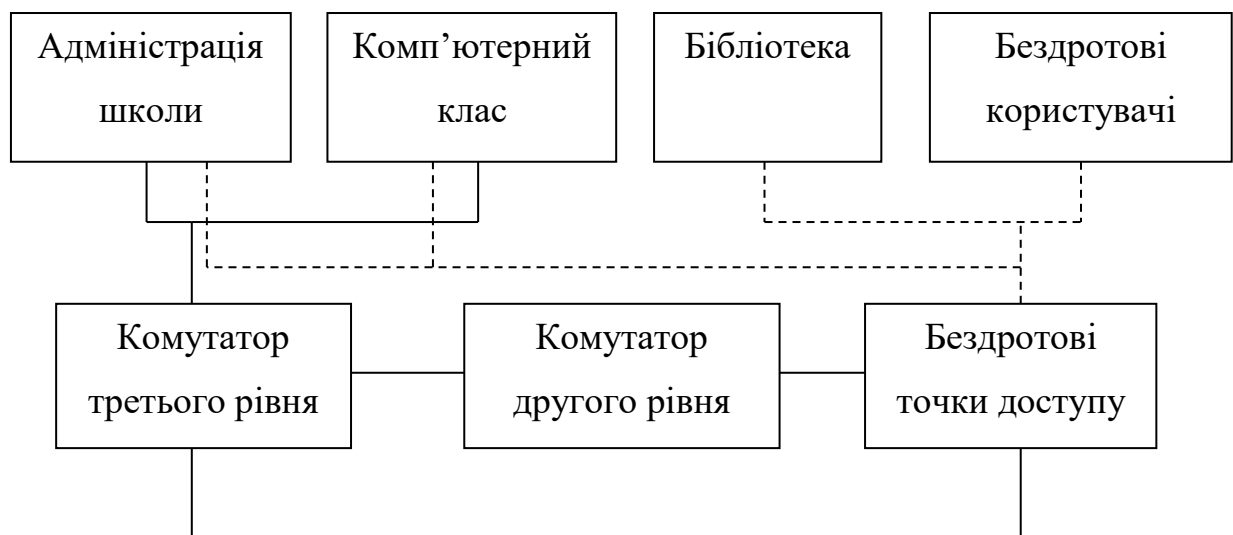 Адміністрація
школи
Комп’ютерний
клас
Бібліотека
Бездротові
користувачі
Комутатор
третього рівня
Комутатор
другого рівня
Бездротові
точки доступу